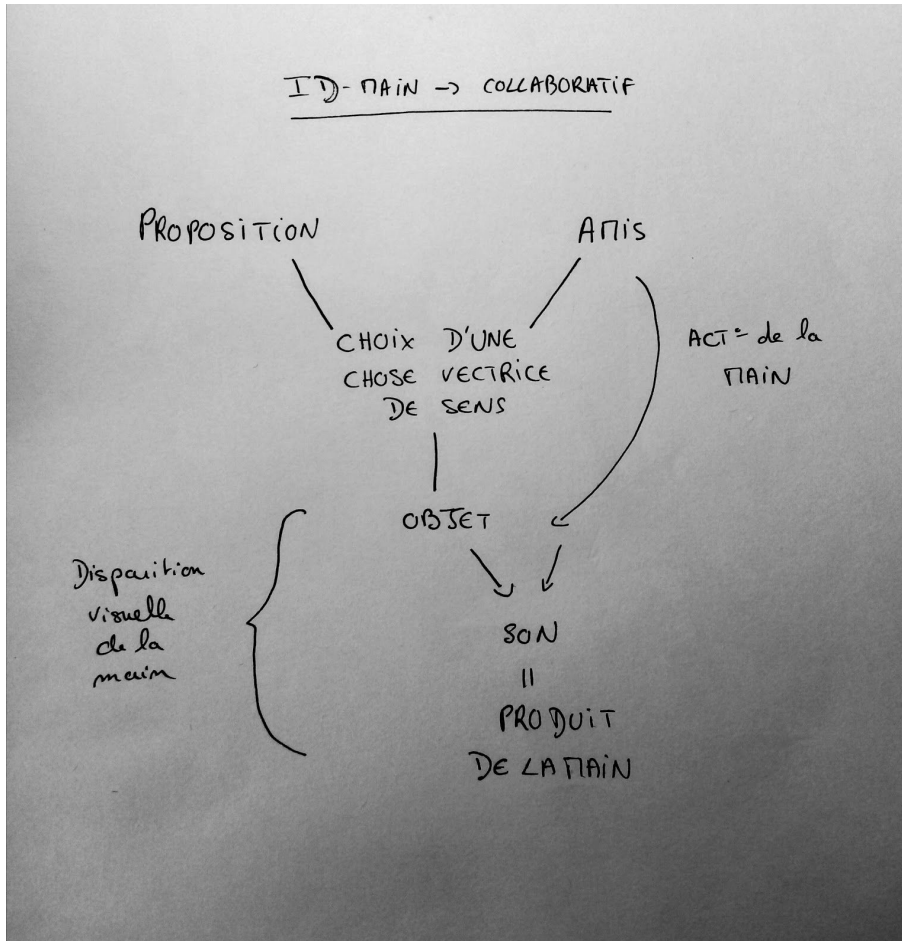 ID-MAIN -> COLLABORATIF
PROPOSITION
AMIS
CHOIX D'UNE
CHOSE VECTRICE
DE SENS
ACT° de la
MAIN
OBJET
Disparition
visuelle
de la
main
SON
=
PRODUIT
DE LA MAIN